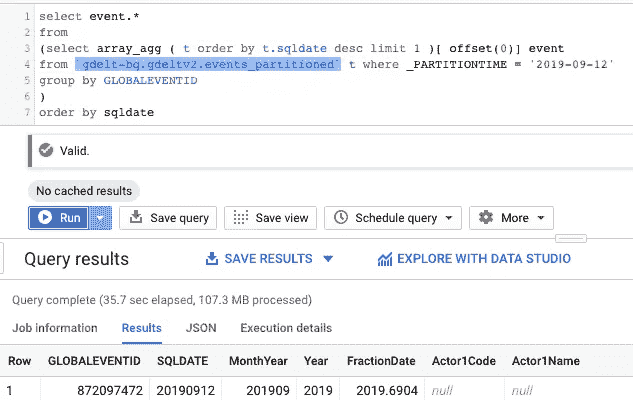 1 select event.*
2 from
3 (select array_agg ( t order by t.sqldate desc limit 1 )[ offset(0)] event
4 from `gdelt-bq.gdeltv2.events_partitioned` t where _PARTITIONTIME = '2019-09-12'
5 group by GLOBALEVENTID
6 )
7 order by sqldate
Valid.
No cached results
Run Save query Save view Schedule query More
Query results SAVE RESULTS EXPLORE WITH DATA STUDIO
Query complete (35.7 sec elapsed, 107.3 MB processed)
Job information Results JSON Execution details
Row GLOBALEVENTID SQLDATE MonthYear Year FractionDate Actor1Code Actor1Name
1 872097472 20190912 201909 2019 2019.6904 null null